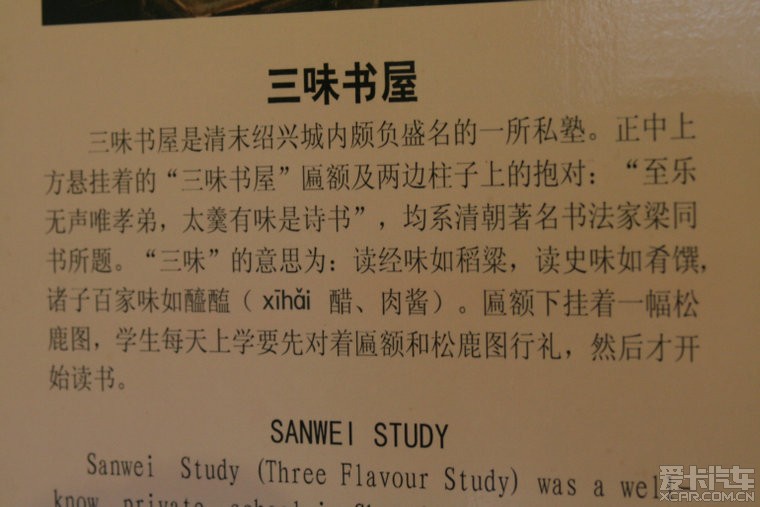 三味书屋
三味书屋是清末绍兴城内颇负盛名的一所私塾。正中上
方悬挂着的“三味书屋”匾额及两边柱子上的抱对：“至乐
无声唯孝弟，太羹有味是诗书”，均系清朝著名书法家梁同
书所题。“三味”的意思为：读经味如稻粱，读史味如肴馔，
诸子百家味如醯醢（xīhǎi 醋、肉酱）。匾额下挂着一幅松
鹿图，学生每天上学要先对着匾额和松鹿图行礼，然后才开
始读书。
SANWEI STUDY
Sanwei Study (Three Flavour Study) was a well-
know private school in
爱卡汽车
XCAR.COM.CN